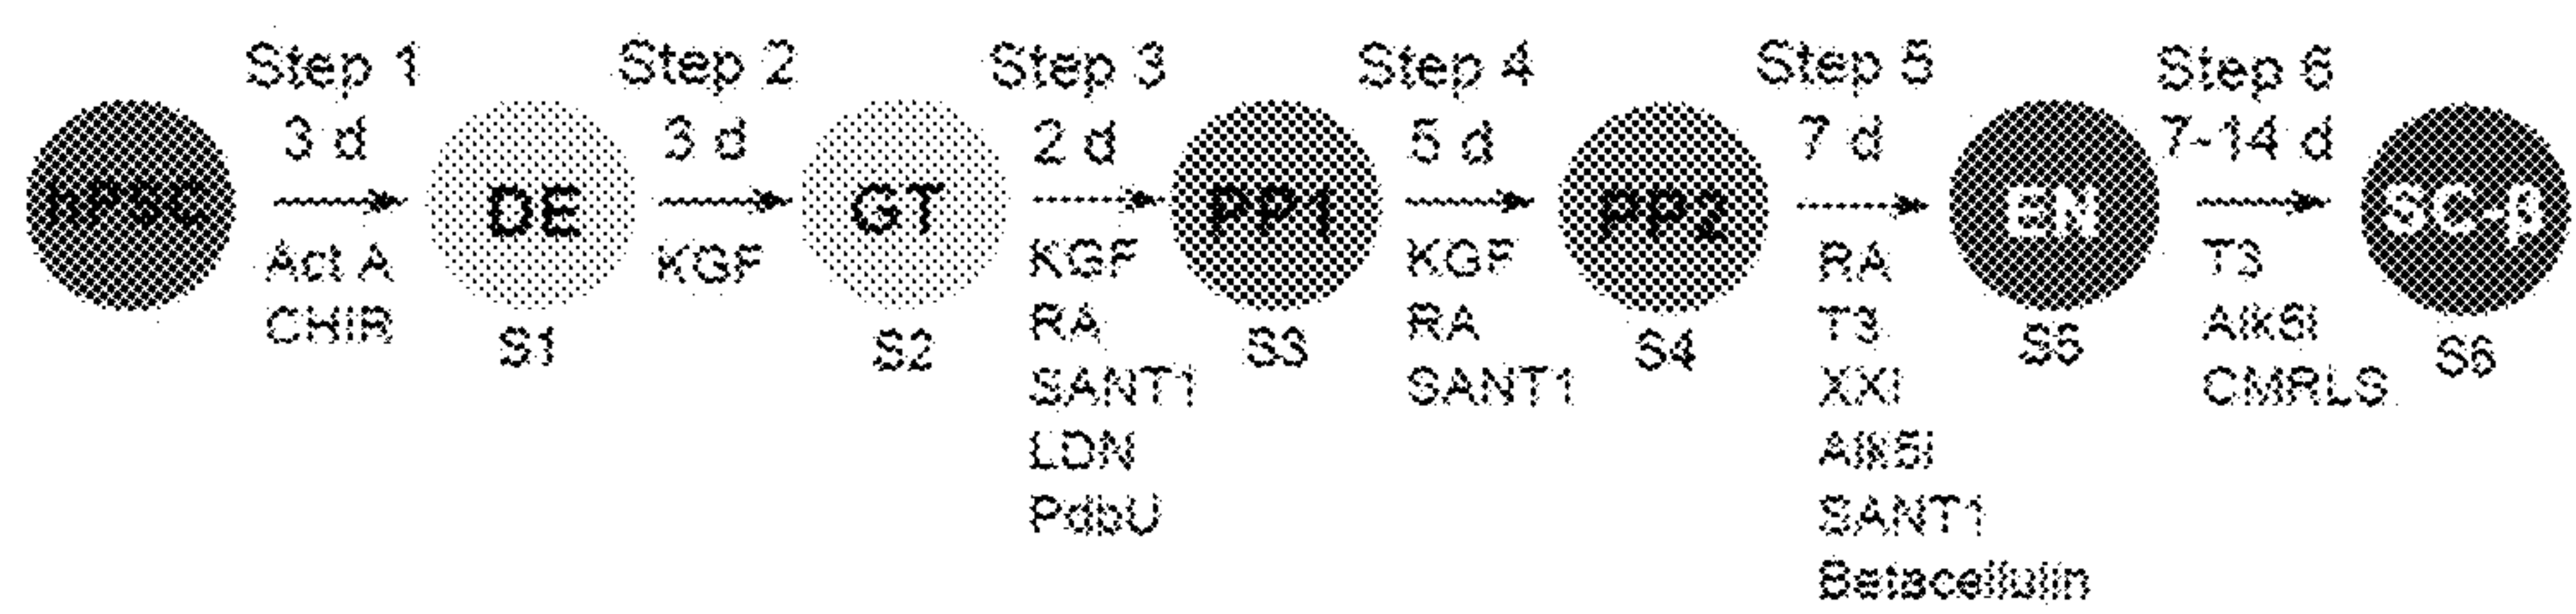 Step 1 Step 2 Step 3 Step 4 Step 5 Step 6
3 d 3 d 2 d 5 d 7 d 7-14 d
hPSC DE GT PP1 PP2 EN SC-β
Act A KGF KGF KGF RA T3
CHIR RA RA T3 Alk5i
S1 S2 S3 S4 S5 S6
SANT1 SANT1 XXI CMRLS
LDN Alk5i
PdbU SANT1
Betacellulin